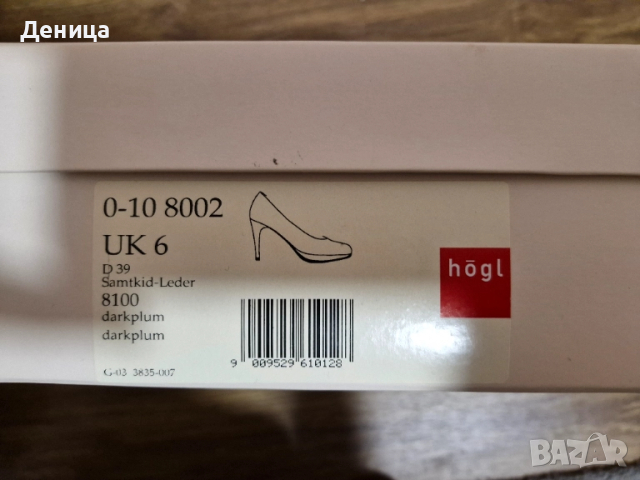 Деница
0-10 8002
UK 6
D 39
Samtkid-Leder
8100
darkplum
darkplum
G-03 3835-007
9 009529 610128
högl
BAZAR